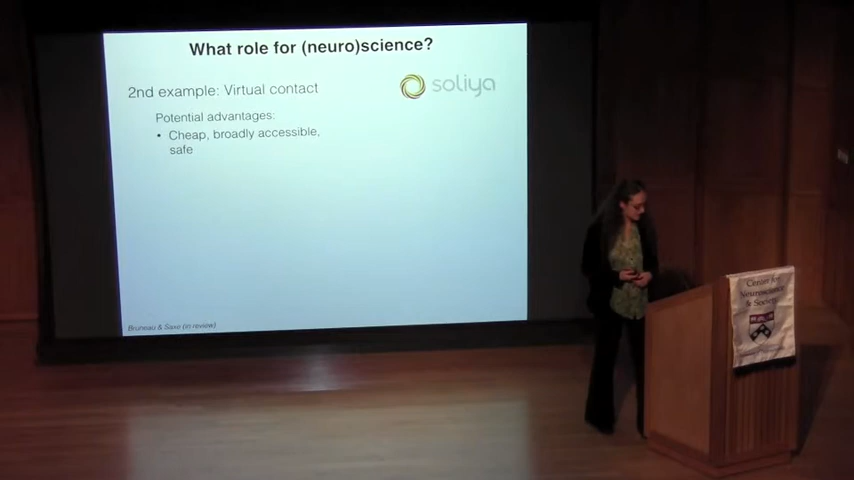 What role for (neuro)science?
2nd example: Virtual contact
soliya
Potential advantages:
• Cheap, broadly accessible,
safe
Bruneau & Saxe (in review)
Center for
Neuroscience
& Society